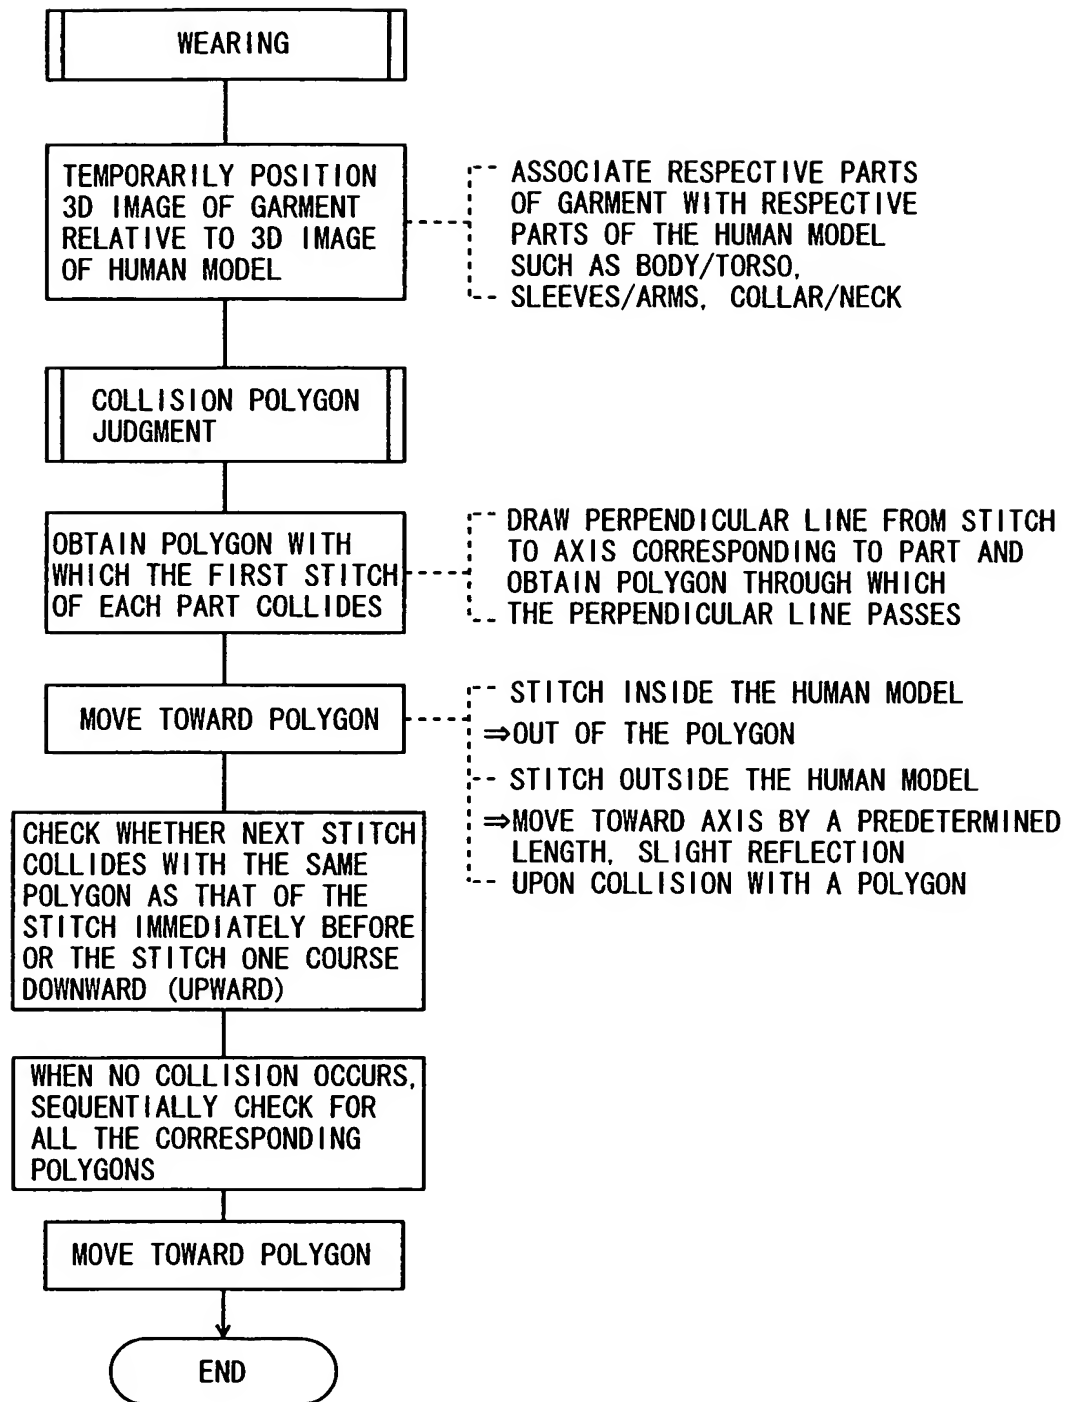 WEARING
TEMPORARILY POSITION
3D IMAGE OF GARMENT
RELATIVE TO 3D IMAGE
OF HUMAN MODEL
ASSOCIATE RESPECTIVE PARTS
OF GARMENT WITH RESPECTIVE
PARTS OF THE HUMAN MODEL
SUCH AS BODY/TORSO,
SLEEVES/ARMS, COLLAR/NECK
COLLISION POLYGON
JUDGMENT
OBTAIN POLYGON WITH
WHICH THE FIRST STITCH
OF EACH PART COLLIDES
DRAW PERPENDICULAR LINE FROM STITCH
TO AXIS CORRESPONDING TO PART AND
OBTAIN POLYGON THROUGH WHICH
THE PERPENDICULAR LINE PASSES
MOVE TOWARD POLYGON
STITCH INSIDE THE HUMAN MODEL
⇒OUT OF THE POLYGON
STITCH OUTSIDE THE HUMAN MODEL
⇒MOVE TOWARD AXIS BY A PREDETERMINED
LENGTH, SLIGHT REFLECTION
UPON COLLISION WITH A POLYGON
CHECK WHETHER NEXT STITCH
COLLIDES WITH THE SAME
POLYGON AS THAT OF THE
STITCH IMMEDIATELY BEFORE
OR THE STITCH ONE COURSE
DOWNWARD (UPWARD)
WHEN NO COLLISION OCCURS,
SEQUENTIALLY CHECK FOR
ALL THE CORRESPONDING
POLYGONS
MOVE TOWARD POLYGON
END